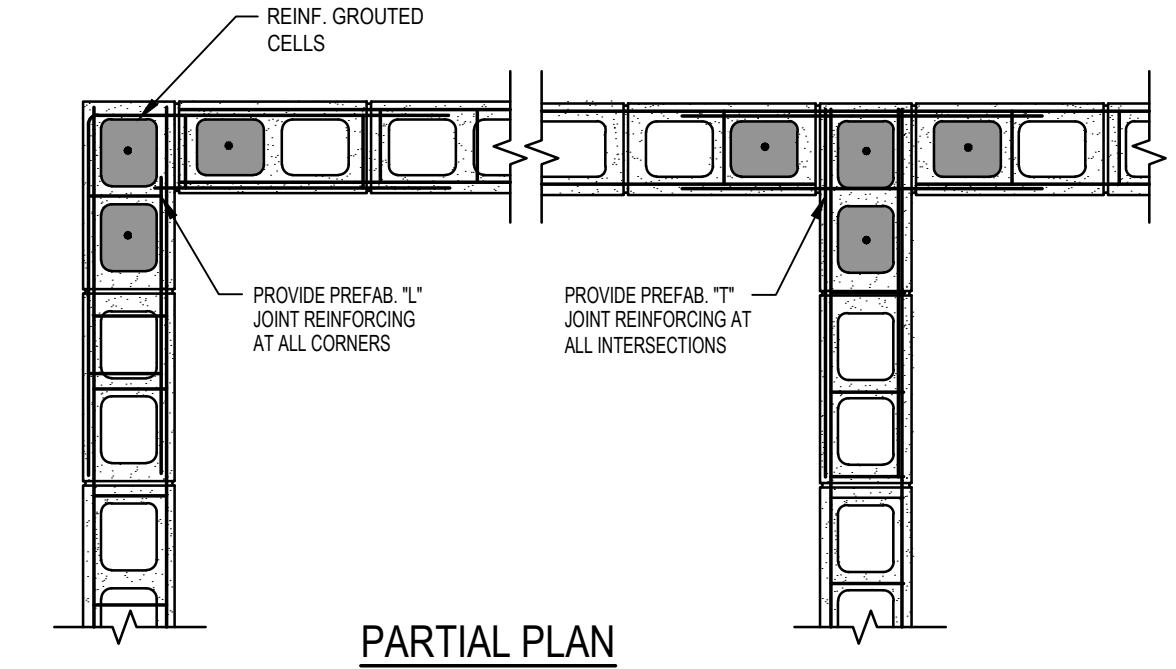 REINF. GROUTED
CELLS
PROVIDE PREFAB. "L"
JOINT REINFORCING
AT ALL CORNERS
PROVIDE PREFAB. "T"
JOINT REINFORCING AT
ALL INTERSECTIONS
PARTIAL PLAN